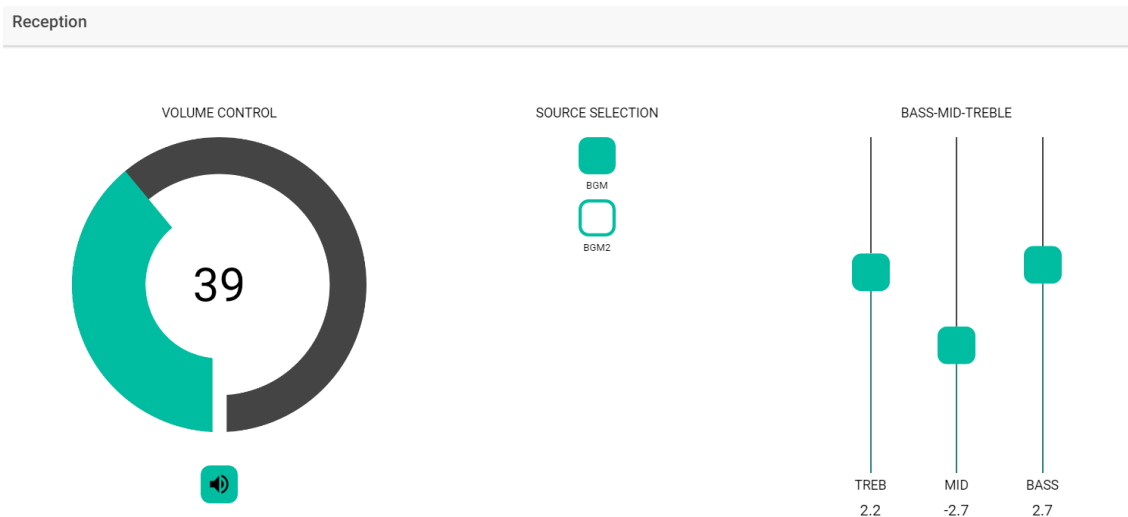 Reception
VOLUME CONTROL
39
SOURCE SELECTION
BGM
BGM2
BASS-MID-TREBLE
TREB MID BASS
2.2 -2.7 2.7